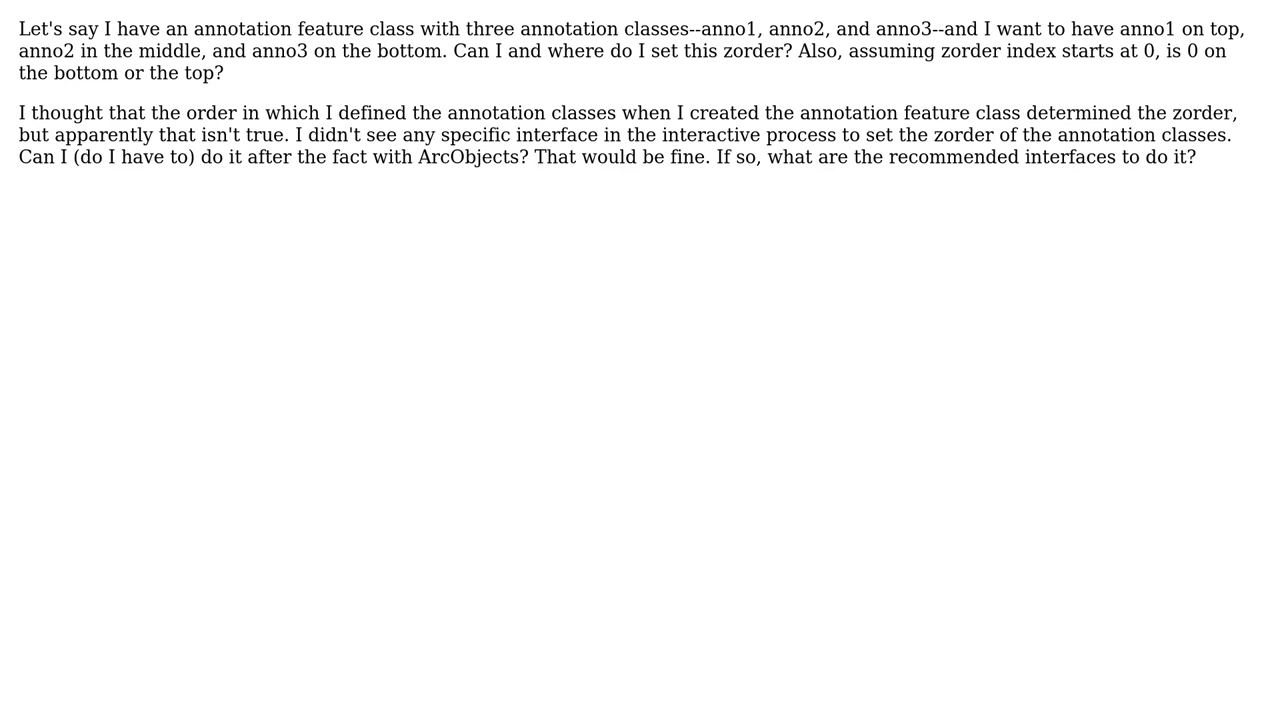 Let's say I have an annotation feature class with three annotation classes--anno1, anno2, and anno3--and I want to have anno1 on top,
anno2 in the middle, and anno3 on the bottom. Can I and where do I set this zorder? Also, assuming zorder index starts at 0, is 0 on
the bottom or the top?
I thought that the order in which I defined the annotation classes when I created the annotation feature class determined the zorder,
but apparently that isn't true. I didn't see any specific interface in the interactive process to set the zorder of the annotation classes.
Can I (do I have to) do it after the fact with ArcObjects? That would be fine. If so, what are the recommended interfaces to do it?